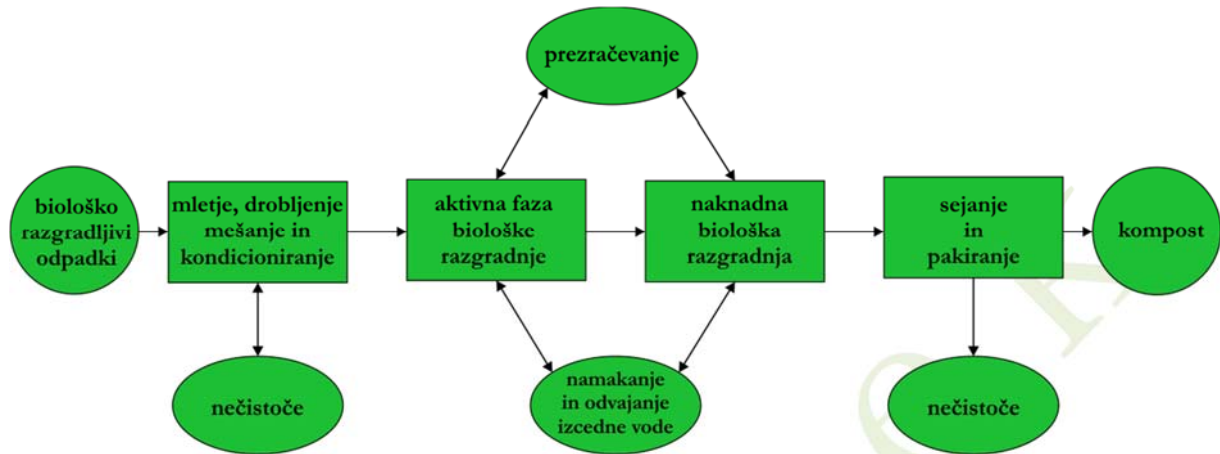 prezračevanje
biološko
razgradljivi
odpadki
mletje, drobljenje
mešanje in
kondicioniranje
aktivna faza
biološke
razgradnje
naknadna
biološka
razgradnja
sejanje
in
pakiranje
kompost
nečistoče
namakanje
in odvajanje
izcedne vode
nečistoče